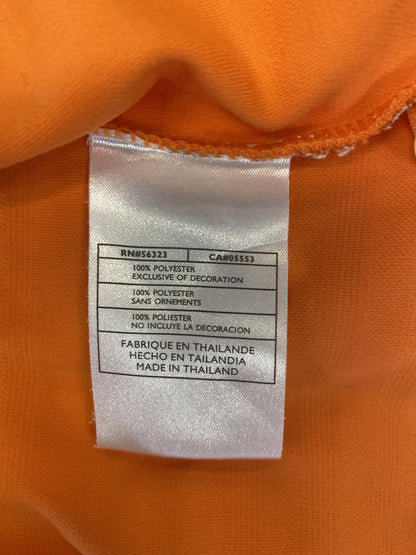 RN#56323 CA#05553
100% POLYESTER
EXCLUSIVE OF DECORATION
100% POLYESTER
SANS ORNEMENTS
100% POLIESTER
NO INCLUYE LA DECORACION
FABRIQUE EN THAILANDE
HECHO EN TAILANDIA
MADE IN THAILAND